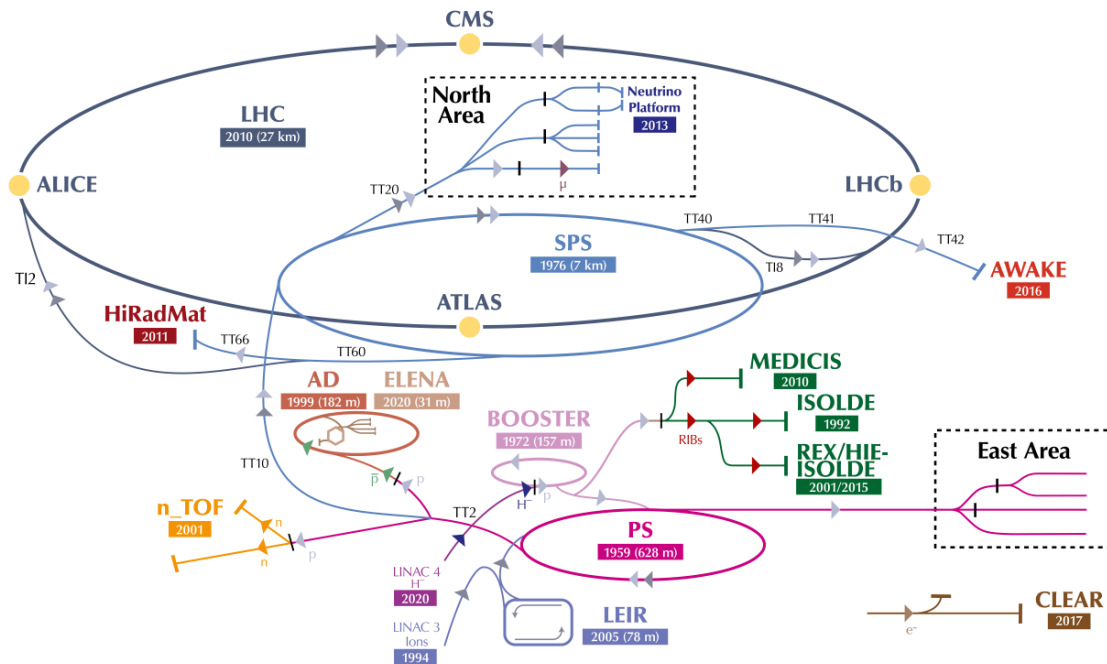 CMS
North
Area
Neutrino
Platform
2013
LHC
2010 (27 km)
μ
ALICE
LHCb
TT20
TT40
TT41
TT42
SPS
1976 (7 km)
TI8
TI2
AWAKE
2016
ATLAS
HiRadMat
2011
TT66
TT60
AD
1999 (182 m)
ELENA
2020 (31 m)
MEDICIS
2010
BOOSTER
1972 (157 m)
ISOLDE
1992
RIBs
REX/HIE-
ISOLDE
2001/2015
East Area
TT10
p̅
p
H⁻
p
n_TOF
2001
n
n
p
TT2
PS
1959 (628 m)
LINAC 4
H⁻
2020
LINAC 3
Ions
1994
LEIR
2005 (78 m)
e⁻
CLEAR
2017